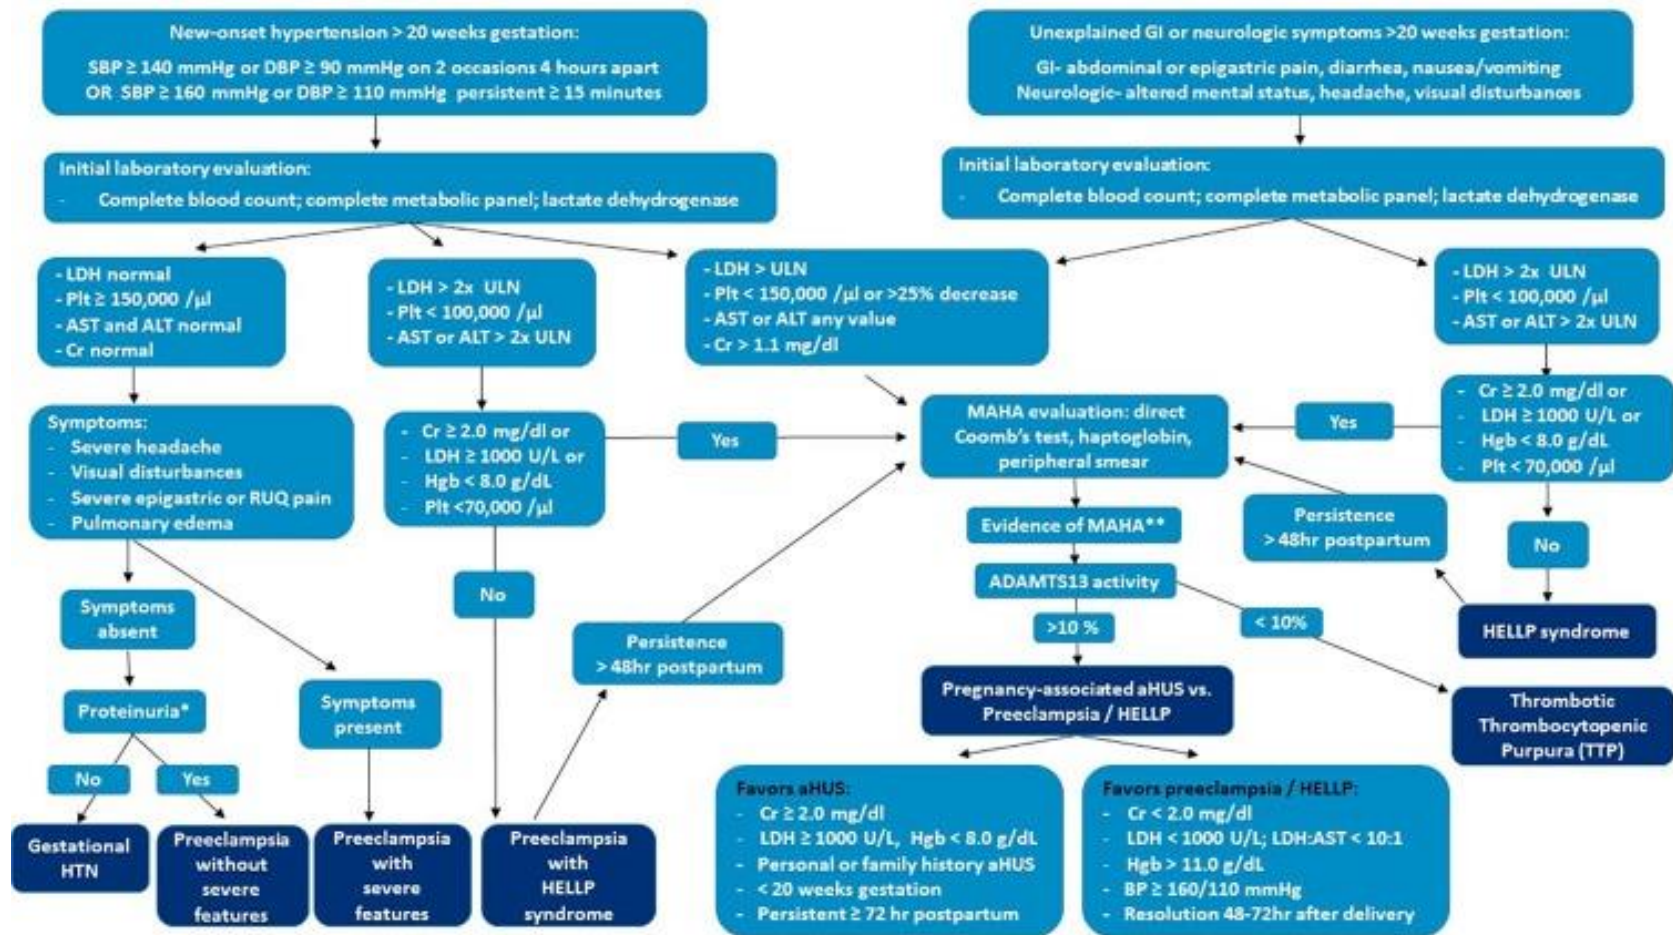 New-onset hypertension > 20 weeks gestation:
SBP ≥ 140 mmHg or DBP ≥ 90 mmHg on 2 occasions 4 hours apart
OR SBP ≥ 160 mmHg or DBP ≥ 110 mmHg persistent ≥ 15 minutes
Unexplained GI or neurologic symptoms >20 weeks gestation:
GI- abdominal or epigastric pain, diarrhea, nausea/vomiting
Neurologic- altered mental status, headache, visual disturbances
Initial laboratory evaluation:
- Complete blood count; complete metabolic panel; lactate dehydrogenase
Initial laboratory evaluation:
- Complete blood count; complete metabolic panel; lactate dehydrogenase
- LDH normal
- Plt ≥ 150,000 /µl
- AST and ALT normal
- Cr normal
- LDH > 2x ULN
- Plt < 100,000 /µl
- AST or ALT > 2x ULN
- LDH > ULN
- Plt < 150,000 /µl or >25% decrease
- AST or ALT any value
- Cr > 1.1 mg/dl
- LDH > 2x ULN
- Plt < 100,000 /µl
- AST or ALT > 2x ULN
Symptoms:
- Severe headache
- Visual disturbances
- Severe epigastric or RUQ pain
- Pulmonary edema
- Cr ≥ 2.0 mg/dl or
- LDH ≥ 1000 U/L or
- Hgb < 8.0 g/dL
- Plt <70,000 /µl
Yes
MAHA evaluation: direct
Coomb's test, haptoglobin,
peripheral smear
Yes
- Cr ≥ 2.0 mg/dl or
- LDH ≥ 1000 U/L or
- Hgb < 8.0 g/dL
- Plt < 70,000 /µl
Evidence of MAHA**
Persistence
> 48hr postpartum
No
ADAMTS13 activity
No
Symptoms
absent
>10 %
< 10%
HELLP syndrome
Persistence
> 48hr postpartum
Proteinuria*
Symptoms
present
Pregnancy-associated aHUS vs.
Preeclampsia / HELLP
Thrombotic
Thrombocytopenic
Purpura (TTP)
No
Yes
Gestational
HTN
Preeclampsia
without
severe
features
Preeclampsia
with
severe
features
Preeclampsia
with
HELLP
syndrome
Favors aHUS:
- Cr ≥ 2.0 mg/dl
- LDH ≥ 1000 U/L, Hgb < 8.0 g/dL
- Personal or family history aHUS
- < 20 weeks gestation
- Persistent ≥ 72 hr postpartum
Favors preeclampsia / HELLP:
- Cr < 2.0 mg/dl
- LDH < 1000 U/L; LDH:AST < 10:1
- Hgb > 11.0 g/dL
- BP ≥ 160/110 mmHg
- Resolution 48-72hr after delivery